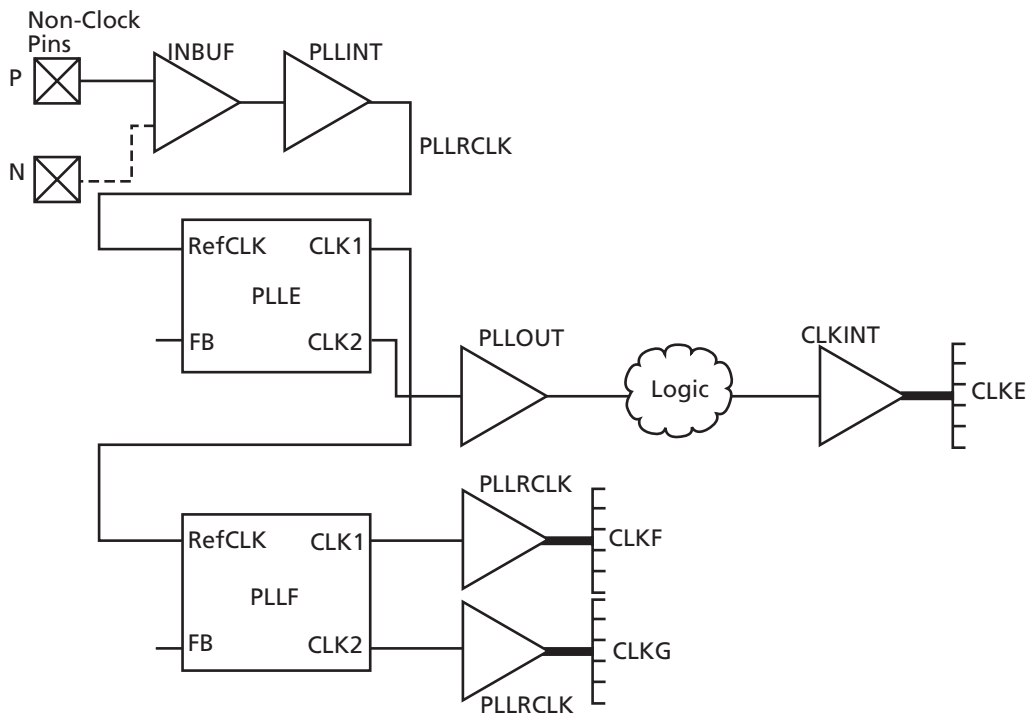 Non-Clock
Pins
INBUF
PLLINT
P
N
PLLRCLK
RefCLK
CLK1
PLLE
FB
CLK2
PLLOUT
Logic
CLKINT
CLKE
PLLRCLK
RefCLK
CLK1
CLKF
PLLF
FB
CLK2
CLKG
PLLRCLK